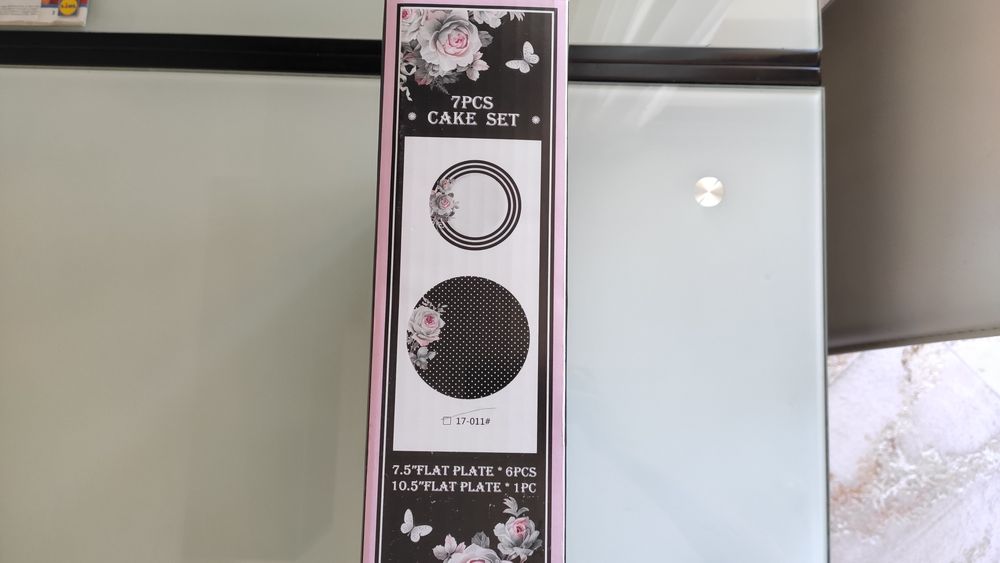 7PCS
CAKE SET
17-011#
7.5"FLAT PLATE * 6PCS
10.5"FLAT PLATE * 1PC